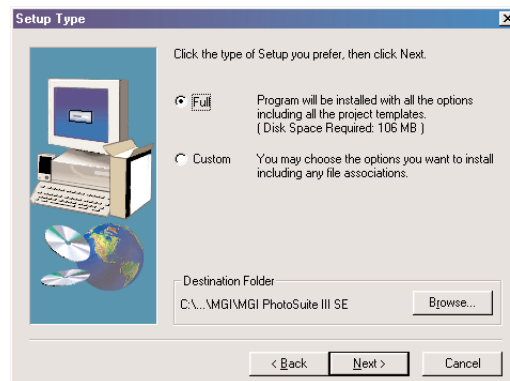 Setup Type
Click the type of Setup you prefer, then click Next.
Full
Program will be installed with all the options
including all the project templates.
( Disk Space Required: 106 MB )
Custom
You may choose the options you want to install
including any file associations.
Destination Folder
C:\...\MGI\MGI PhotoSuite III SE
Browse...
< Back
Next >
Cancel